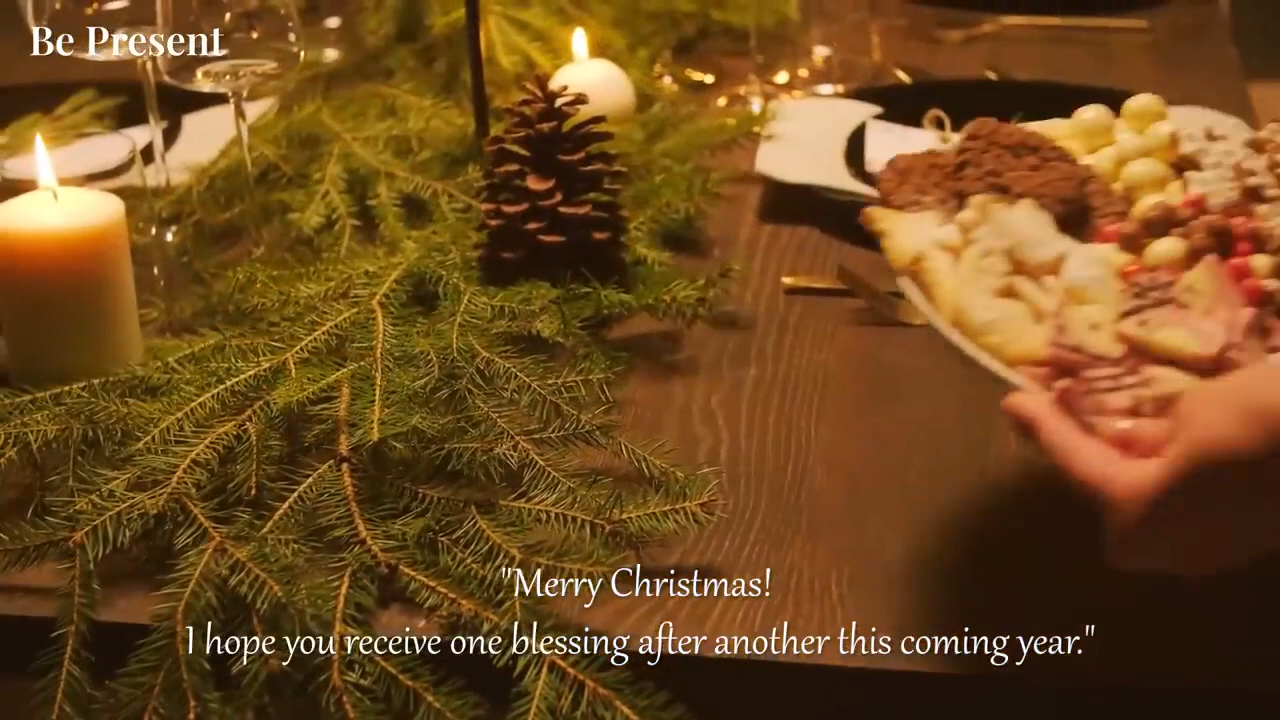 Be Present
"Merry Christmas!
I hope you receive one blessing after another this coming year."